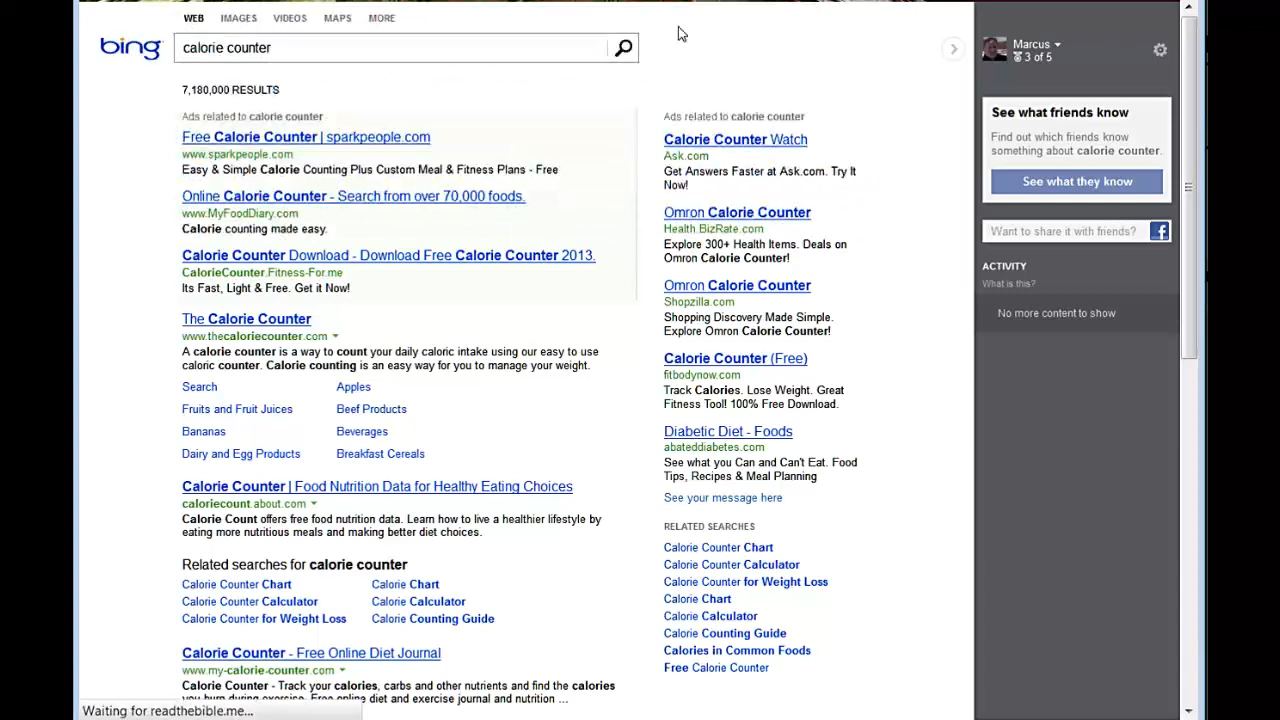 WEB IMAGES VIDEOS MAPS MORE
bing
calorie counter
7,180,000 RESULTS
Ads related to calorie counter
Free Calorie Counter | sparkpeople.com
www.sparkpeople.com
Easy & Simple Calorie Counting Plus Custom Meal & Fitness Plans - Free
Online Calorie Counter - Search from over 70,000 foods.
www.MyFoodDiary.com
Calorie counting made easy.
Calorie Counter Download - Download Free Calorie Counter 2013.
CalorieCounter.Fitness-For.me
Its Fast, Light & Free. Get it Now!
The Calorie Counter
www.thecaloriecounter.com
A calorie counter is a way to count your daily caloric intake using our easy to use
caloric counter. Calorie counting is an easy way for you to manage your weight.
Search Apples
Fruits and Fruit Juices Beef Products
Bananas Beverages
Dairy and Egg Products Breakfast Cereals
Calorie Counter | Food Nutrition Data for Healthy Eating Choices
caloriecount.about.com
Calorie Count offers free food nutrition data. Learn how to live a healthier lifestyle by
eating more nutritious meals and making better diet choices.
Related searches for calorie counter
Calorie Counter Chart Calorie Chart
Calorie Counter Calculator Calorie Calculator
Calorie Counter for Weight Loss Calorie Counting Guide
Calorie Counter - Free Online Diet Journal
www.my-calorie-counter.com
Calorie Counter - Track your calories, carbs and other nutrients and find the calories
you burn during exercise. Free online diet and exercise journal and nutrition ...
Waiting for readthebible.me...
Ads related to calorie counter
Calorie Counter Watch
Ask.com
Get Answers Faster at Ask.com. Try It
Now!
Omron Calorie Counter
Health.BizRate.com
Explore 300+ Health Items. Deals on
Omron Calorie Counter!
Omron Calorie Counter
Shopzilla.com
Shopping Discovery Made Simple.
Explore Omron Calorie Counter!
Calorie Counter (Free)
fitbodynow.com
Track Calories. Lose Weight. Great
Fitness Tool! 100% Free Download.
Diabetic Diet - Foods
abateddiabetes.com
See what you Can and Can't Eat. Food
Tips, Recipes & Meal Planning
See your message here
RELATED SEARCHES
Calorie Counter Chart
Calorie Counter Calculator
Calorie Counter for Weight Loss
Calorie Chart
Calorie Calculator
Calorie Counting Guide
Calories in Common Foods
Free Calorie Counter
Marcus
3 of 5
See what friends know
Find out which friends know
something about calorie counter.
See what they know
Want to share it with friends?
ACTIVITY
What is this?
No more content to show